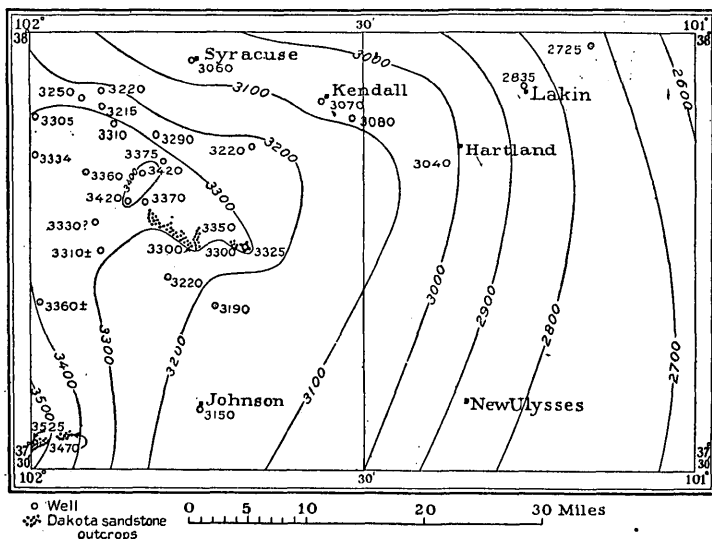 102° 30' 101°
38 38
3000
2725
Syracuse
3060
3100
2600
2835
Lakin
3250 3220
Kendall
3070
3215
3305
3310
3080
3290
3200
3220
Hartland
3334
3375
3040
3360 3420
3400
3300
3420 3370
3330?
3350
3310±
3300 3300 3325
3220
3360± 3190
3000
2900
2800
3300
3200
3100
2700
3400
3500
Johnson
3150
NewUlysses
3525
3470
37 30 37 30
102° 30' 101°
Well
Dakota sandstone
outcrops
0 5 10 20 30 Miles